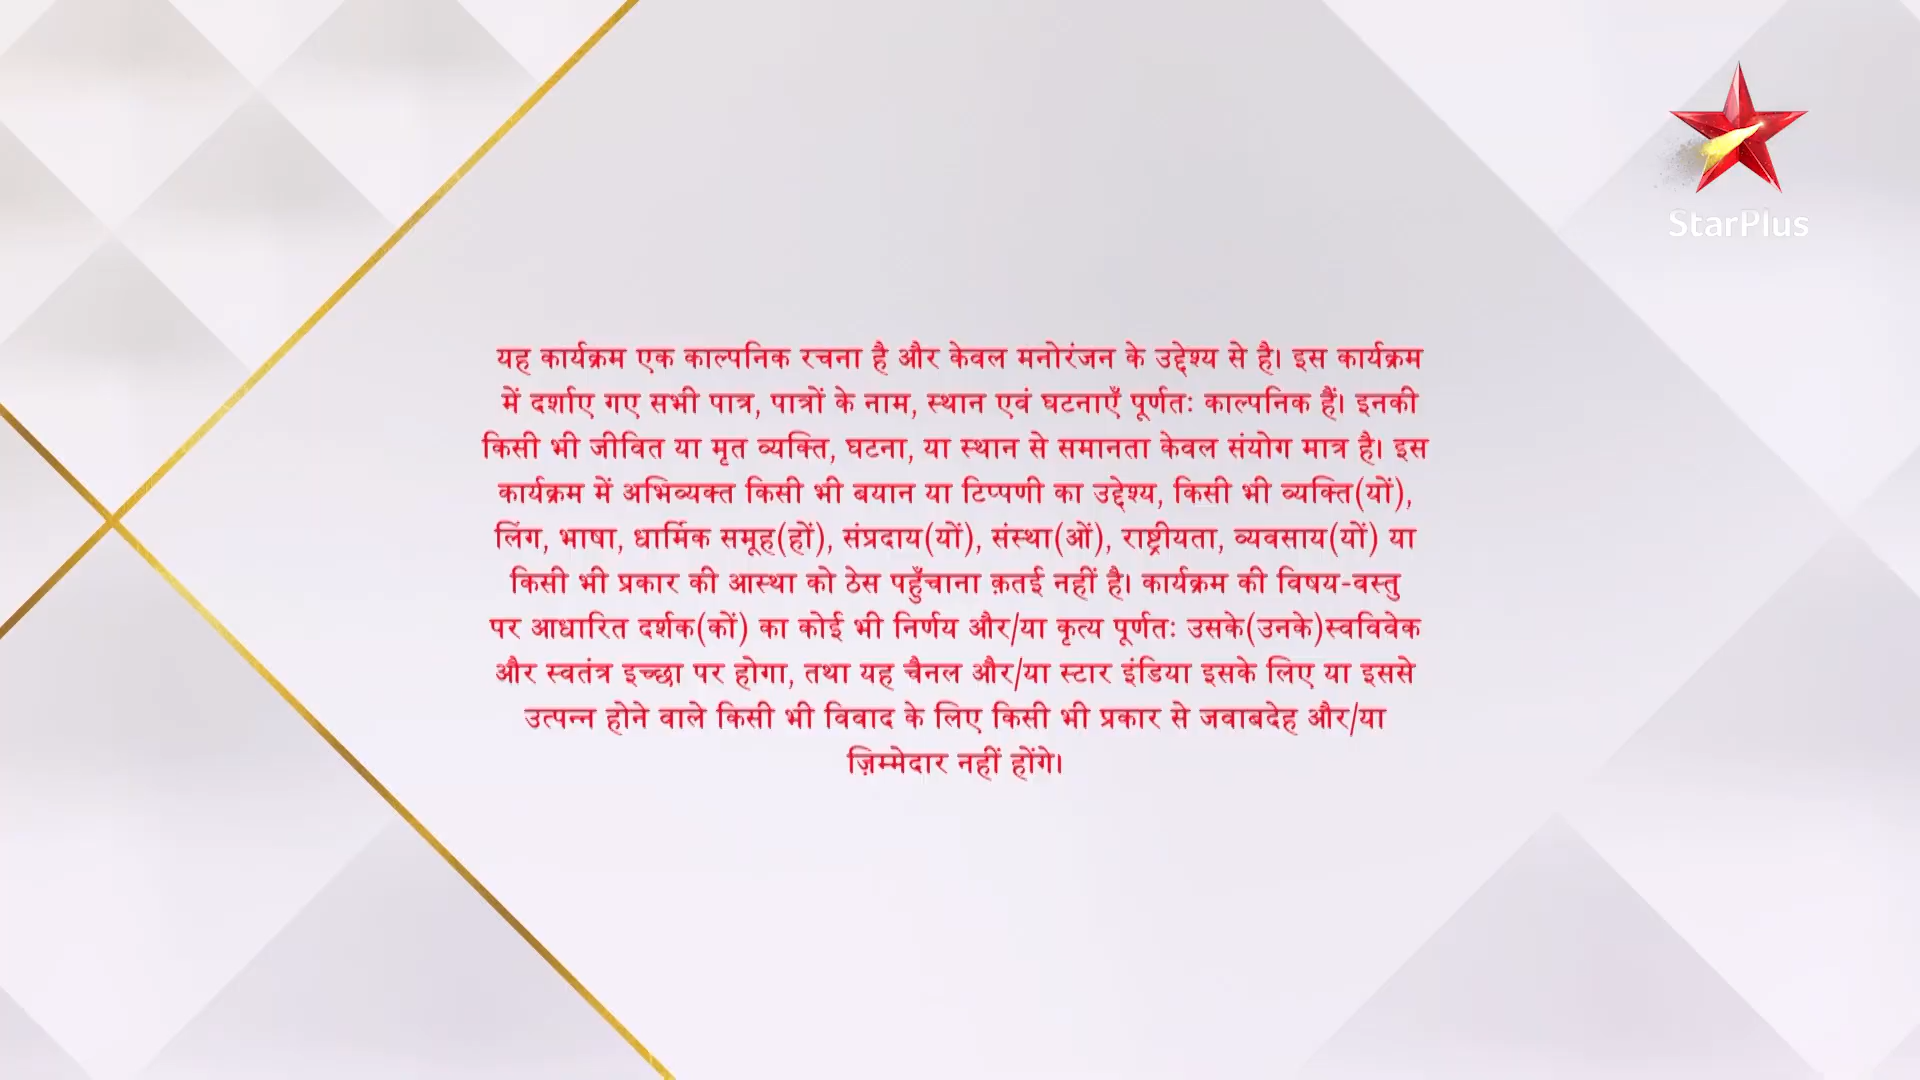 StarPlus
यह कार्यक्रम एक काल्पनिक रचना है और केवल मनोरंजन के उद्देश्य से है। इस कार्यक्रम
में दर्शाए गए सभी पात्र, पात्रों के नाम, स्थान एवं घटनाएँ पूर्णतः काल्पनिक हैं। इनकी
किसी भी जीवित या मृत व्यक्ति, घटना, या स्थान से समानता केवल संयोग मात्र है। इस
कार्यक्रम में अभिव्यक्त किसी भी बयान या टिप्पणी का उद्देश्य, किसी भी व्यक्ति(यों),
लिंग, भाषा, धार्मिक समूह(हों), संप्रदाय(यों), संस्था(ओं), राष्ट्रीयता, व्यवसाय(यों) या
किसी भी प्रकार की आस्था को ठेस पहुँचाना क़तई नहीं है। कार्यक्रम की विषय-वस्तु
पर आधारित दर्शक(कों) का कोई भी निर्णय और/या कृत्य पूर्णतः उसके(उनके)स्वविवेक
और स्वतंत्र इच्छा पर होगा, तथा यह चैनल और/या स्टार इंडिया इसके लिए या इससे
उत्पन्न होने वाले किसी भी विवाद के लिए किसी भी प्रकार से जवाबदेह और/या
ज़िम्मेदार नहीं होंगे।